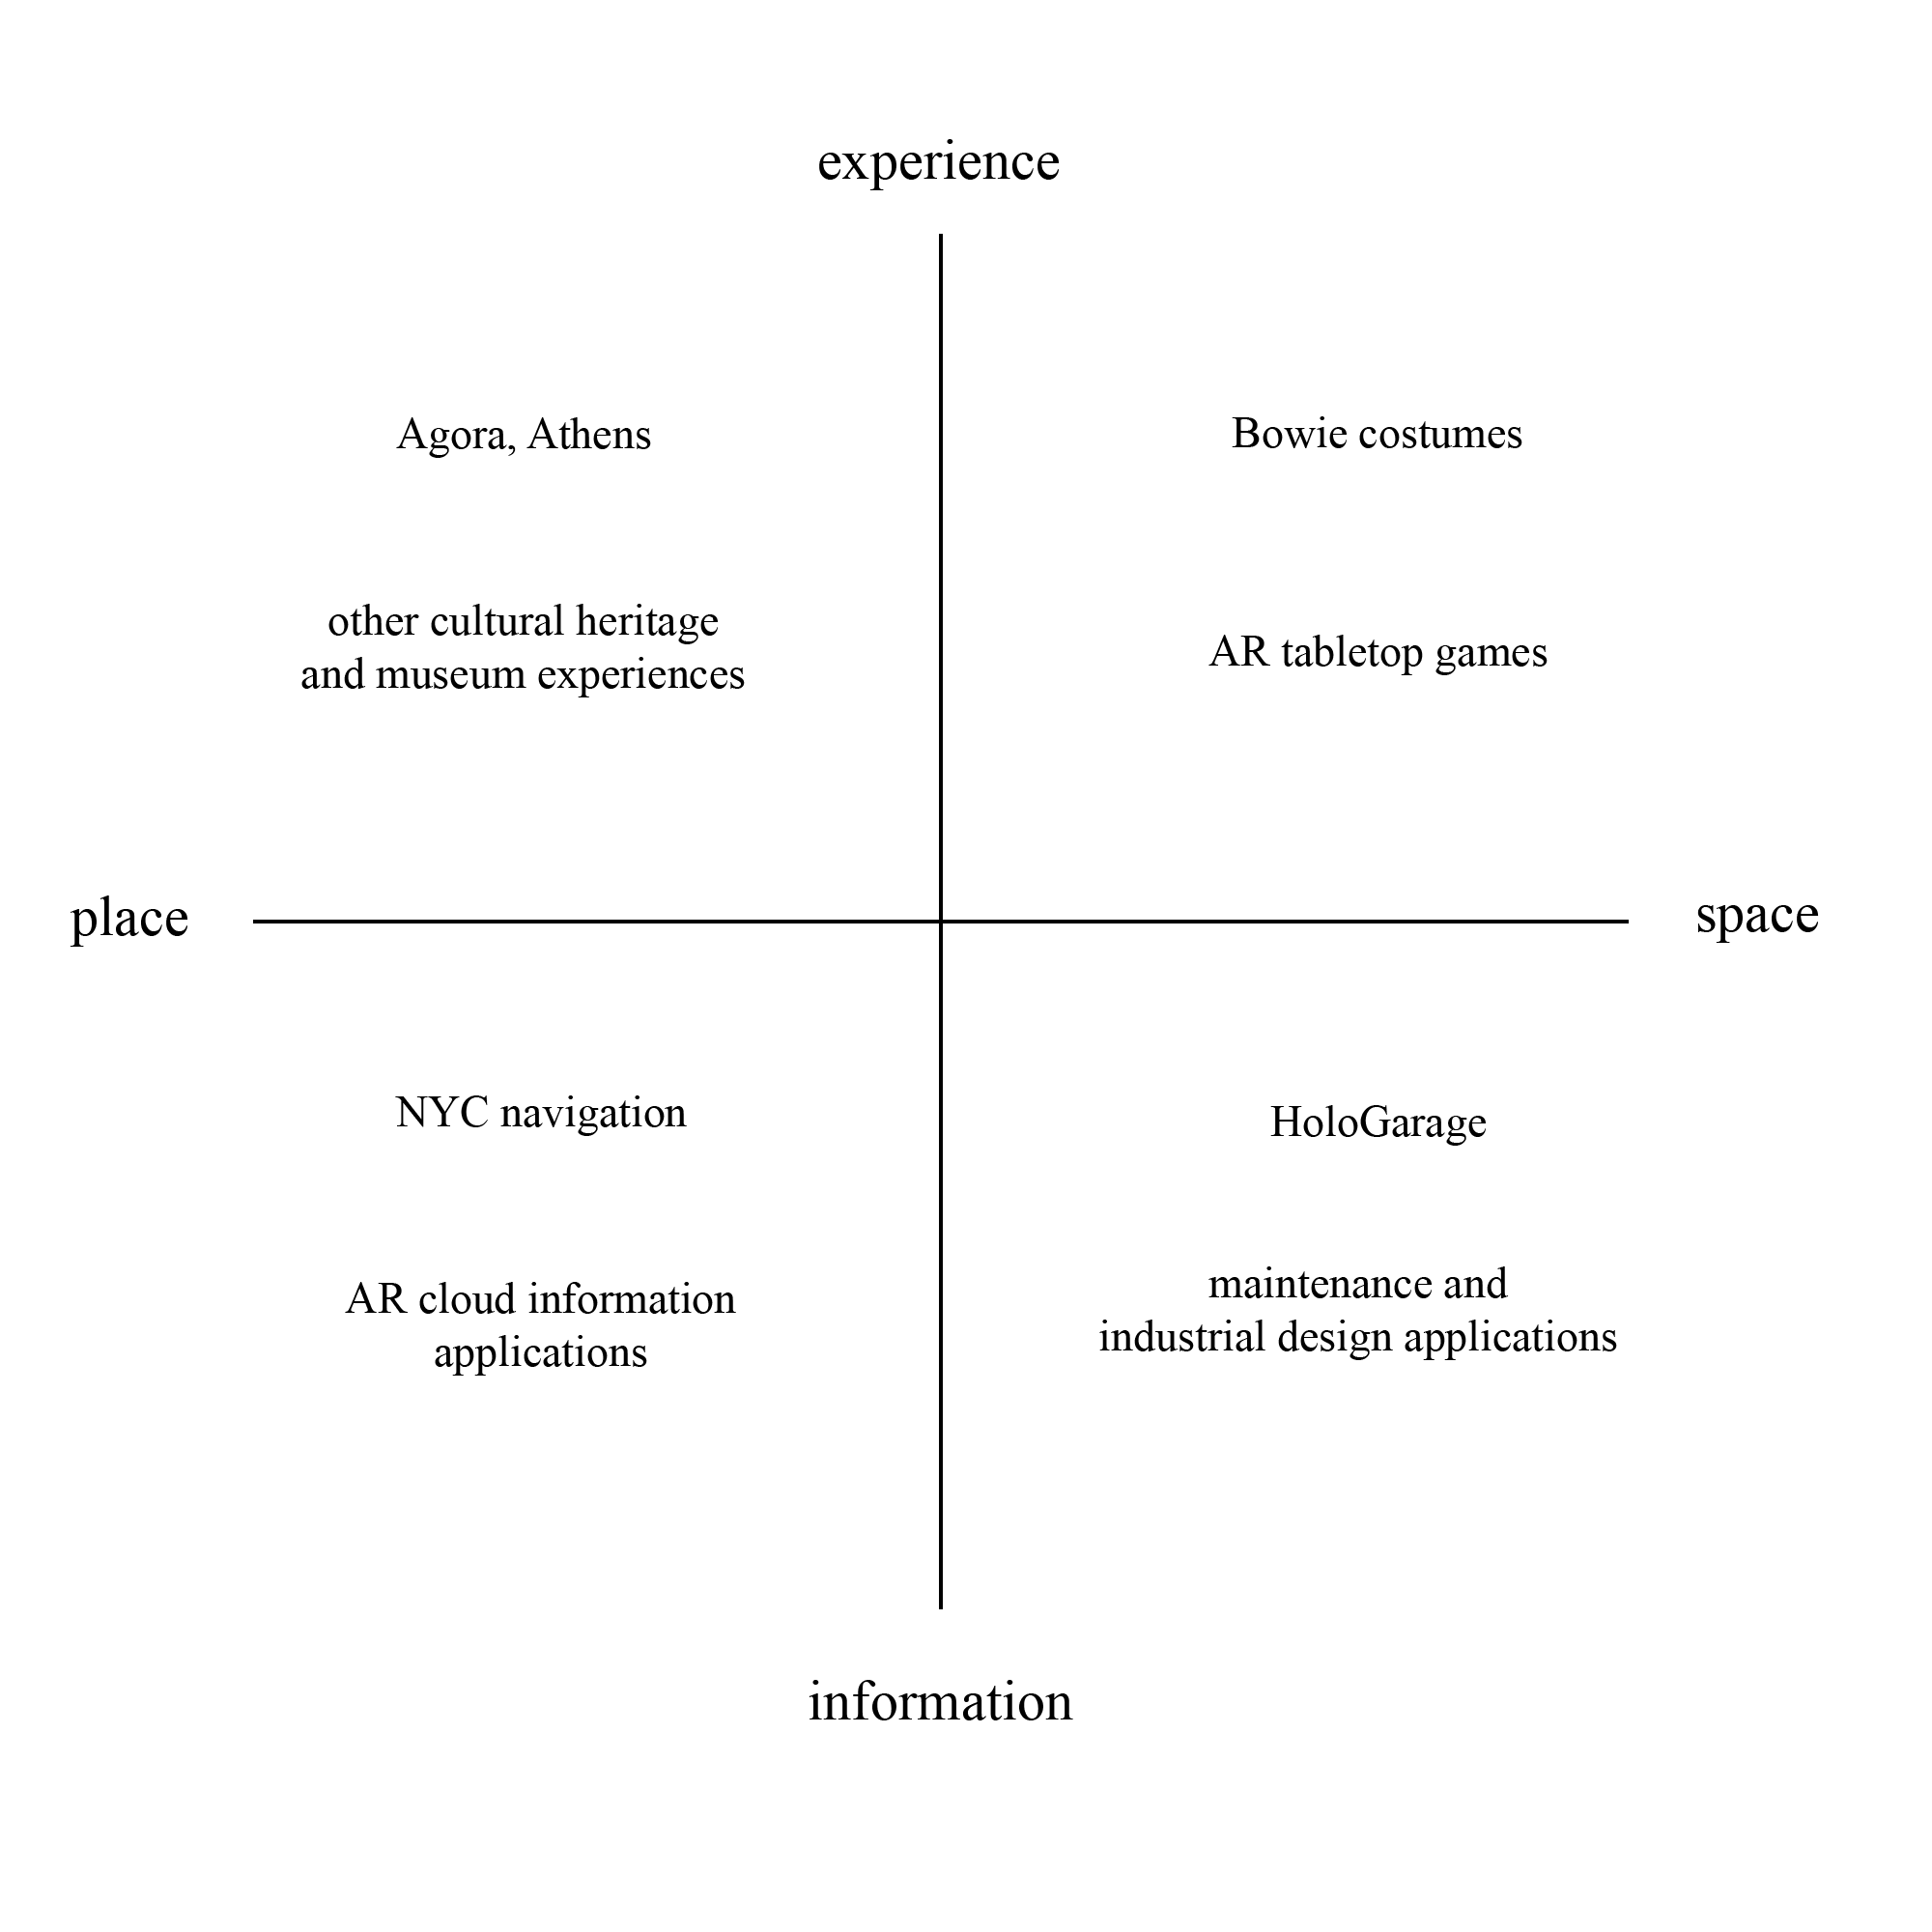 experience
Agora, Athens
Bowie costumes
other cultural heritage
and museum experiences
AR tabletop games
place
space
NYC navigation
HoloGarage
AR cloud information
applications
maintenance and
industrial design applications
information